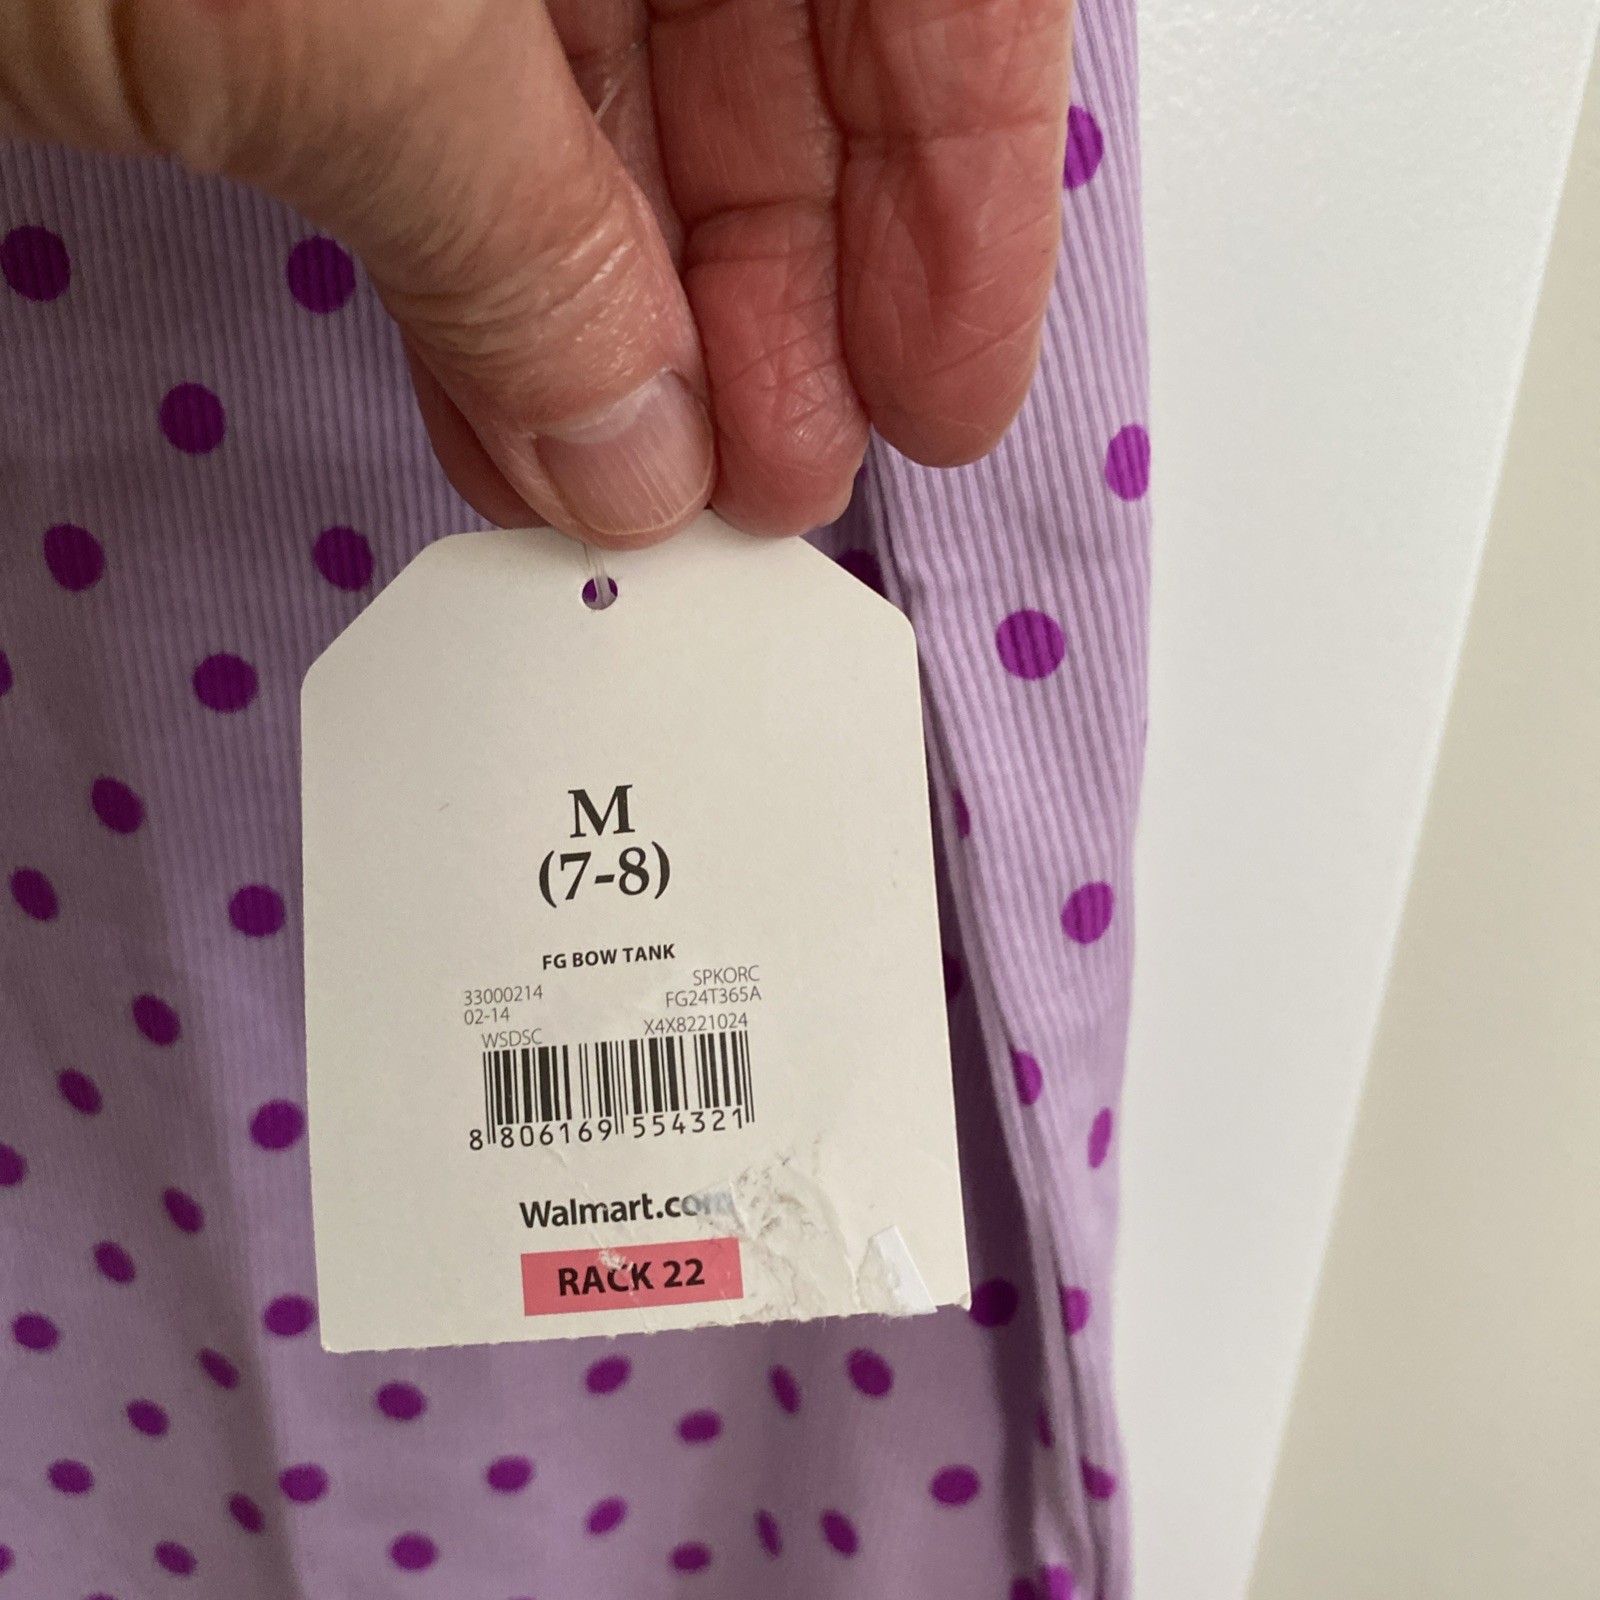 M
(7-8)
FG BOW TANK
SPKORC
33000214 FG24T365A
02-14
WSDSC X4X8221024
8 806169 554321
Walmart.com
RACK 22